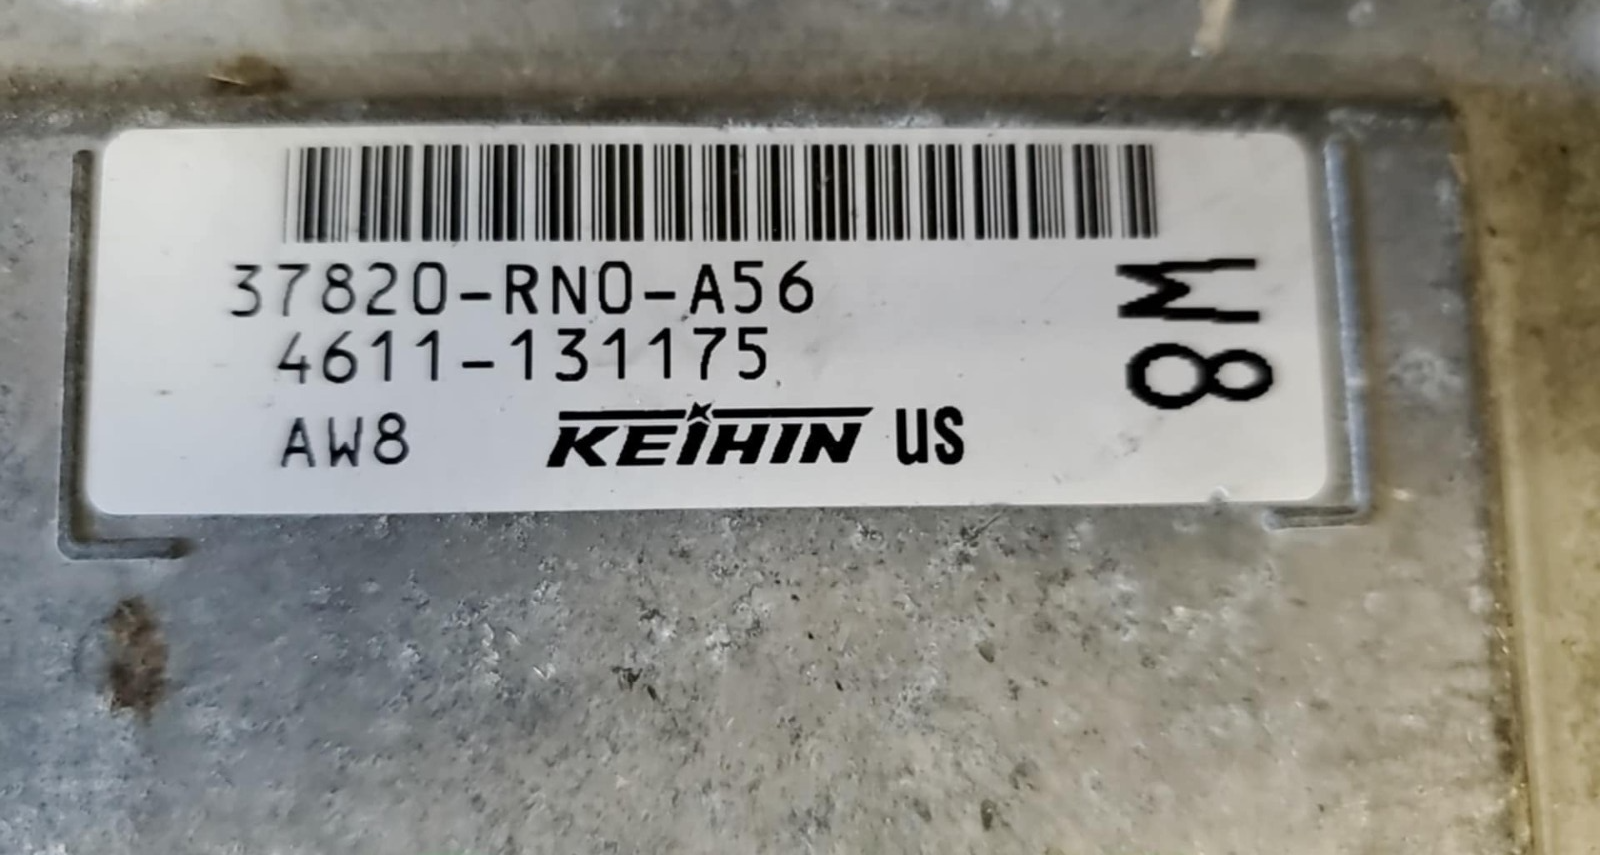 37820-RN0-A56
4611-131175
AW8 KEIHIN US
M8